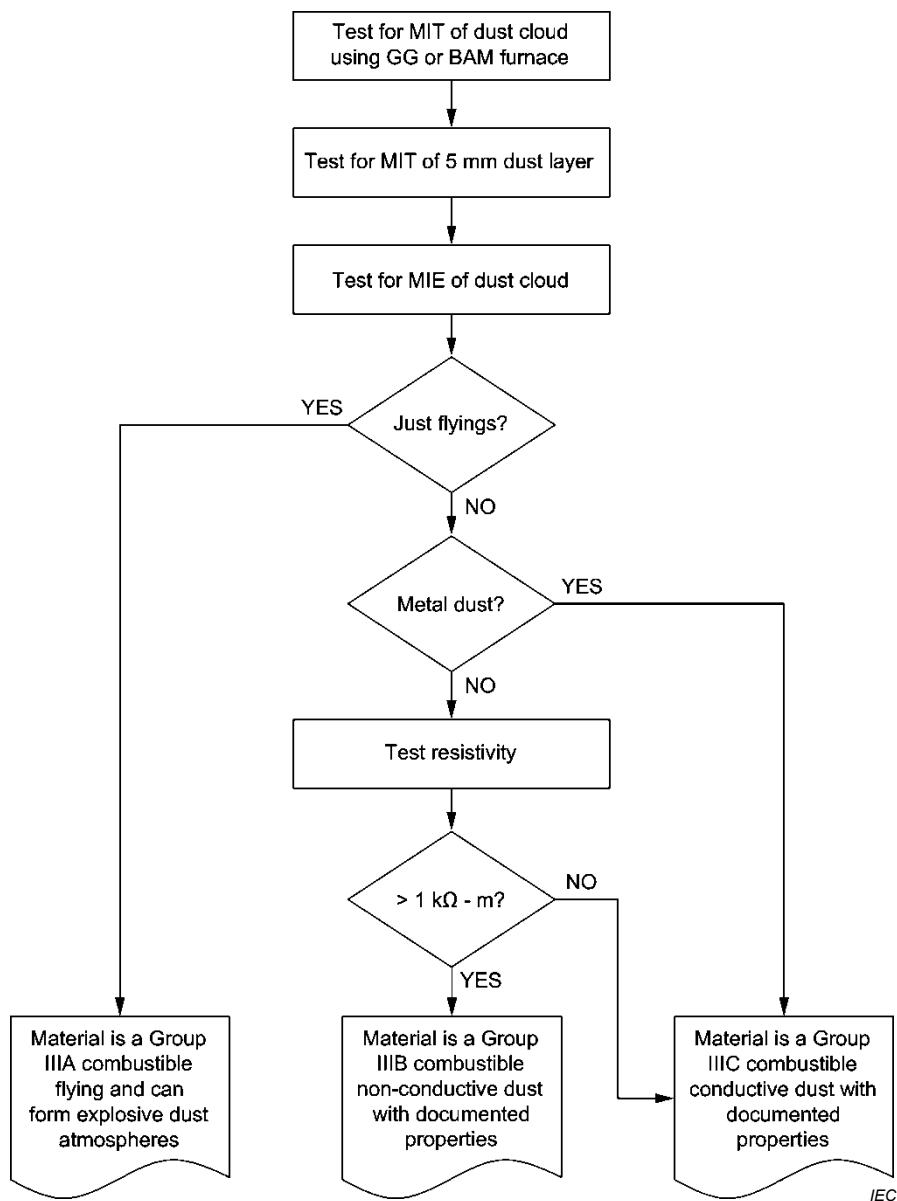 Test for MIT of dust cloud
using GG or BAM furnace
Test for MIT of 5 mm dust layer
Test for MIE of dust cloud
YES
Just flyings?
NO
YES
Metal dust?
NO
Test resistivity
NO
> 1 kΩ - m?
YES
Material is a Group
IIIA combustible
flying and can
form explosive dust
atmospheres
Material is a Group
IIIB combustible
non-conductive dust
with documented
properties
Material is a Group
IIIC combustible
conductive dust with
documented
properties
IEC